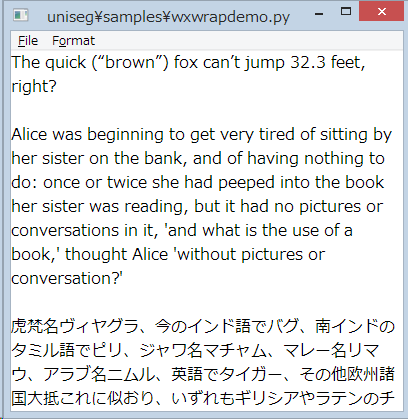 uniseg¥samples¥wxwrapdemo.py
File Format
The quick (“brown”) fox can’t jump 32.3 feet,
right?
Alice was beginning to get very tired of sitting by
her sister on the bank, and of having nothing to
do: once or twice she had peeped into the book
her sister was reading, but it had no pictures or
conversations in it, 'and what is the use of a
book,' thought Alice 'without pictures or
conversation?'
虎梵名ヴィヤグラ、今のインド語でバグ、南インドの
タミル語でピリ、ジャワ名マチャム、マレー名リマ
ウ、アラブ名ニムル、英語でタイガー、その他欧州諸
国大抵これに似おり、いずれもギリシアやラテンのチ